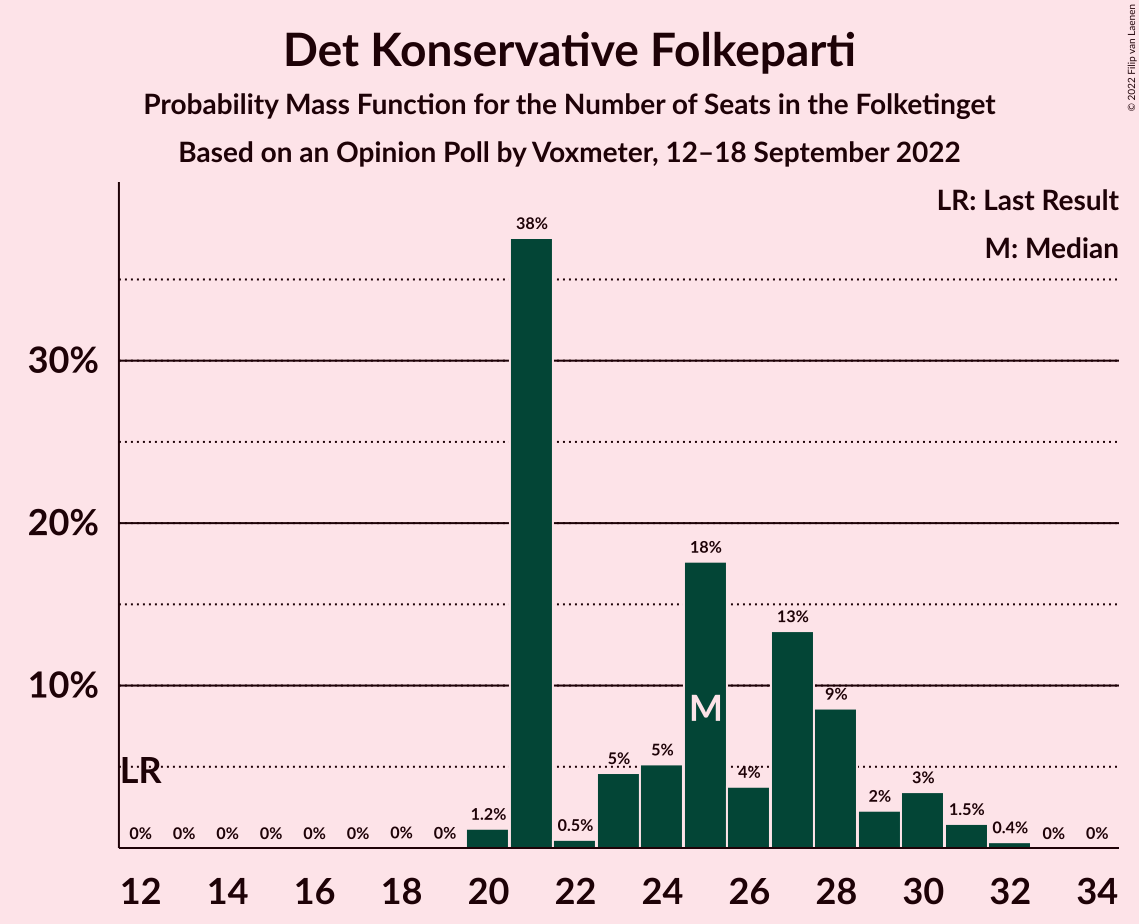 Det Konservative Folkeparti
Probability Mass Function for the Number of Seats in the Folketinget
Based on an Opinion Poll by Voxmeter, 12–18 September 2022
© 2022 Filip van Laenen
LR: Last Result
M: Median
38%
30%
20%
18%
13%
10%
9%
M
5%
5%
LR
4%
3%
2%
1.5%
1.2%
0.5%
0.4%
0% 0% 0% 0% 0% 0% 0% 0% 0% 0%
12 14 16 18 20 22 24 26 28 30 32 34